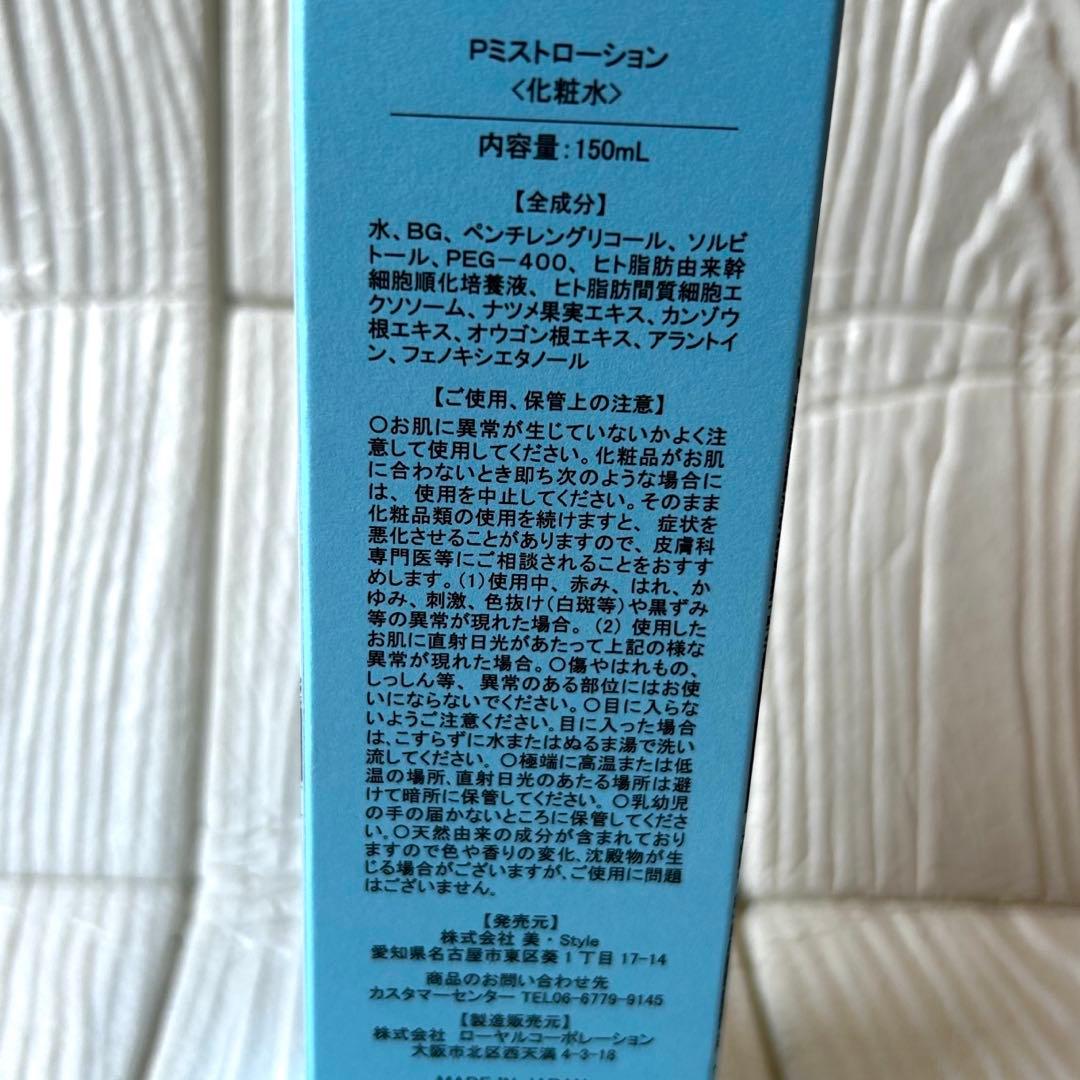 Pミストローション
<化粧水>
内容量:150mL
【全成分】
水、BG、ペンチレングリコール、ソルビ
トール、PEG-400、ヒト脂肪由来幹
細胞順化培養液、ヒト脂肪間質細胞エ
クソソーム、ナツメ果実エキス、カンゾウ
根エキス、オウゴン根エキス、アラントイ
ン、フェノキシエタノール
【ご使用、保管上の注意】
○お肌に異常が生じていないかよく注
意して使用してください。化粧品がお肌
に合わないとき即ち次のような場合に
は、使用を中止してください。そのまま
化粧品類の使用を続けますと、症状を
悪化させることがありますので、皮膚科
専門医等にご相談されることをおすす
めします。(1)使用中、赤み、はれ、か
ゆみ、刺激、色抜け(白斑等)や黒ずみ
等の異常が現れた場合。(2)使用した
お肌に直射日光があたって上記の様な
異常が現れた場合。○傷やはれもの、
しっしん等、異常のある部位にはお使
いにならないでください。○目に入らな
いようご注意ください。目に入った場合
は、こすらずに水またはぬるま湯で洗い
流してください。○極端に高温または低
温の場所、直射日光のあたる場所は避
けて暗所に保管してください。○乳幼児
の手の届かないところに保管してくださ
い。○天然由来の成分が含まれており
ますので色や香りの変化、沈殿物が生
じる場合がございますが、ご使用に問題
はございません。
【発売元】
株式会社 美・Style
愛知県名古屋市東区葵1丁目17-14
商品のお問い合わせ先
カスタマーセンター TEL06-6779-9145
【製造販売元】
株式会社 ローヤルコーポレーション
大阪市北区西天満4-3-18
MADE IN JAPAN